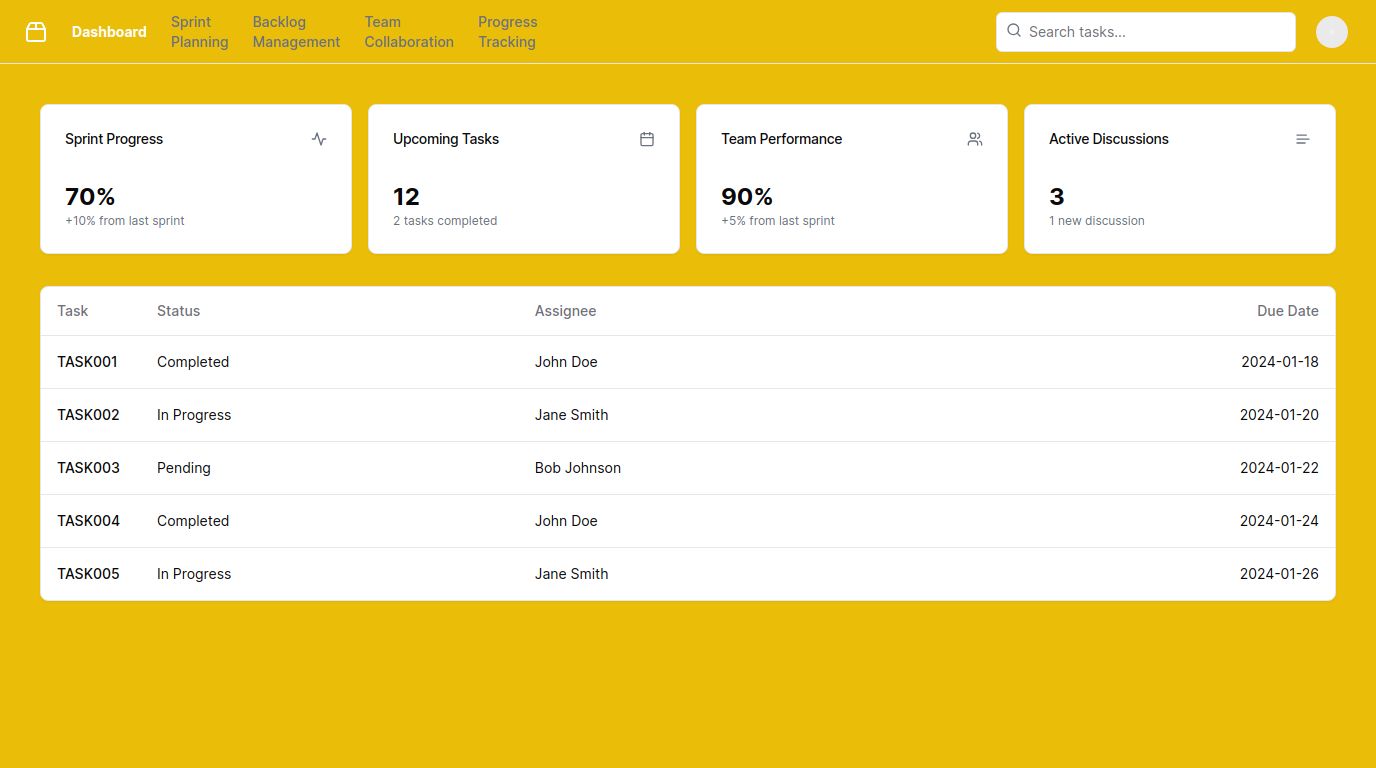 Dashboard
Sprint
Planning
Backlog
Management
Team
Collaboration
Progress
Tracking
Search tasks...
Sprint Progress
70%
+10% from last sprint
Upcoming Tasks
12
2 tasks completed
Team Performance
90%
+5% from last sprint
Active Discussions
3
1 new discussion
Task Status Assignee Due Date
TASK001 Completed John Doe 2024-01-18
TASK002 In Progress Jane Smith 2024-01-20
TASK003 Pending Bob Johnson 2024-01-22
TASK004 Completed John Doe 2024-01-24
TASK005 In Progress Jane Smith 2024-01-26